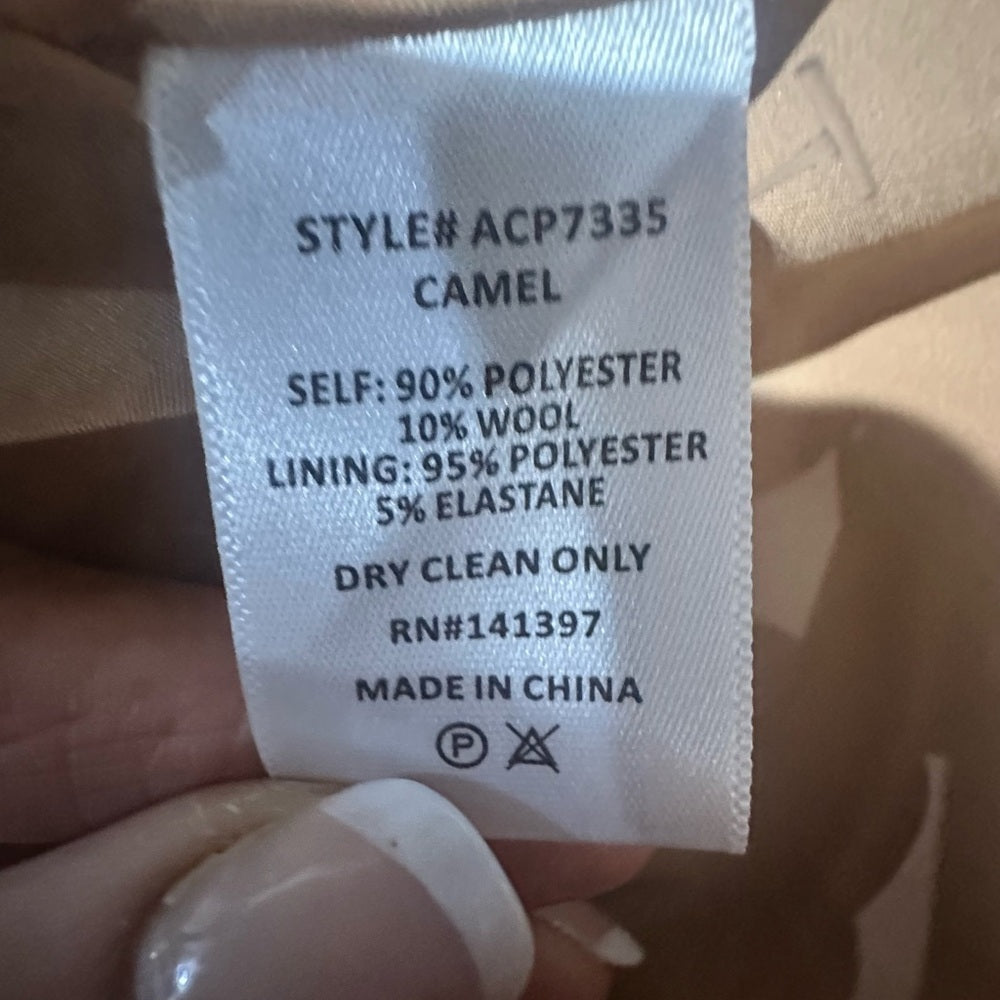 STYLE# ACP7335
CAMEL
SELF: 90% POLYESTER
10% WOOL
LINING: 95% POLYESTER
5% ELASTANE
DRY CLEAN ONLY
RN#141397
MADE IN CHINA
P